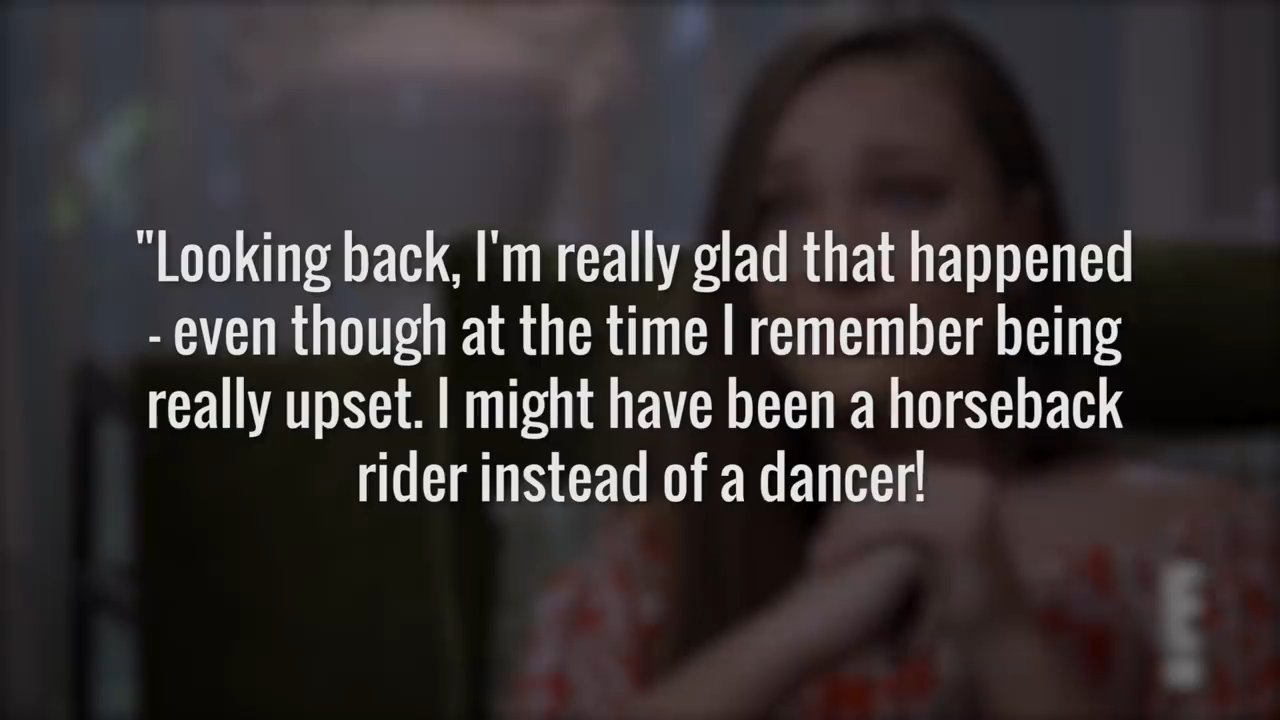 "Looking back, I'm really glad that happened
- even though at the time I remember being
really upset. I might have been a horseback
rider instead of a dancer!
E!